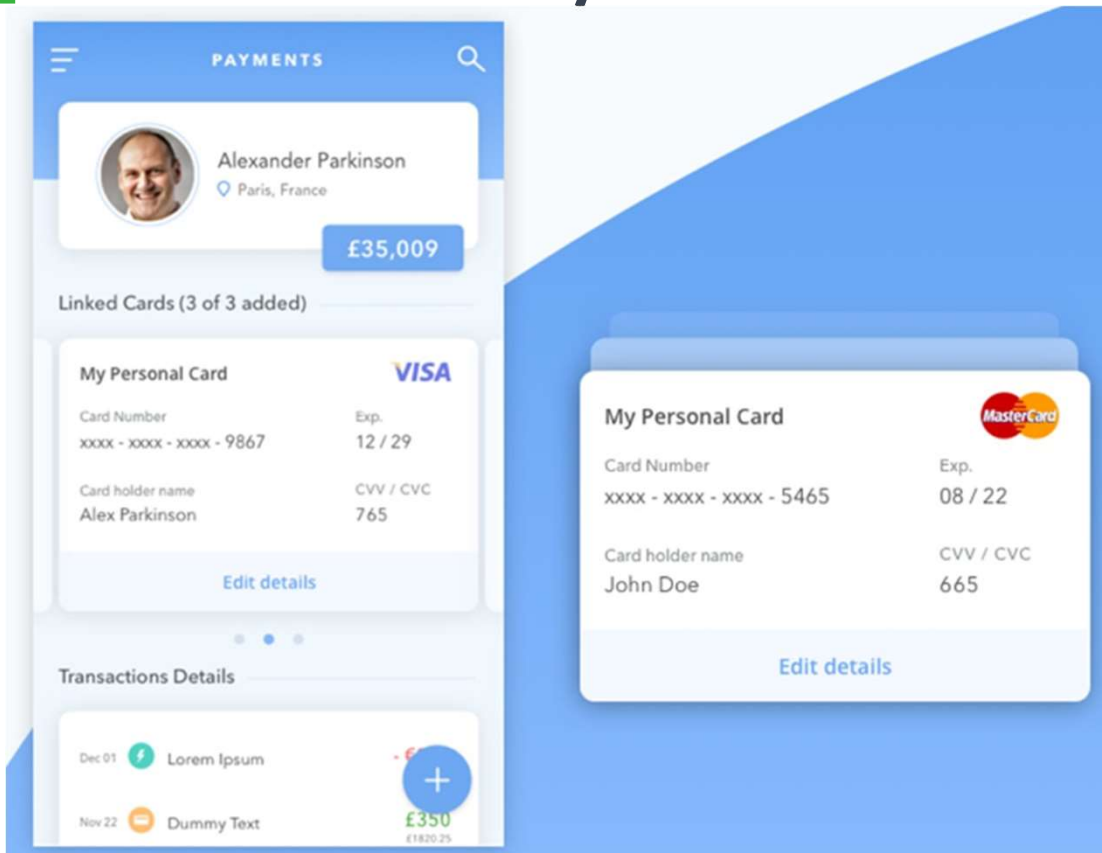 PAYMENTS
Alexander Parkinson
Paris, France
£35,009
Linked Cards (3 of 3 added)
My Personal Card VISA
Card Number Exp.
xxxx - xxxx - xxxx - 9867 12 / 29
Card holder name CVV / CVC
Alex Parkinson 765
Edit details
Transactions Details
Dec 01 Lorem Ipsum -
+
Nov 22 Dummy Text £350
£1820.25
My Personal Card MasterCard
Card Number Exp.
xxxx - xxxx - xxxx - 5465 08 / 22
Card holder name CVV / CVC
John Doe 665
Edit details